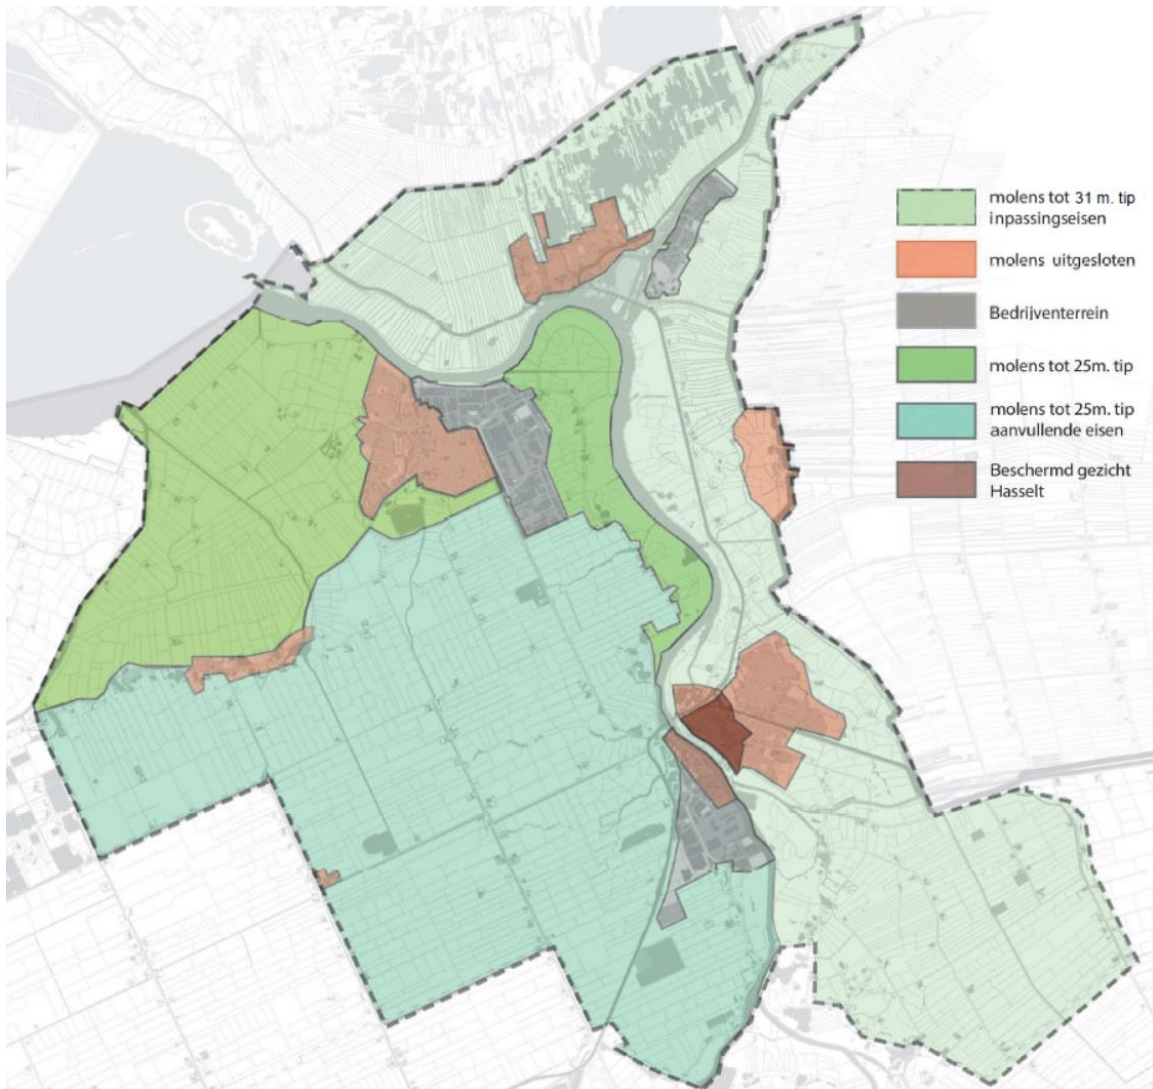 molens tot 31 m. tip
inpassingseisen
molens uitgesloten
Bedrijventerrein
molens tot 25m. tip
molens tot 25m. tip
aanvullende eisen
Beschermd gezicht
Hasselt